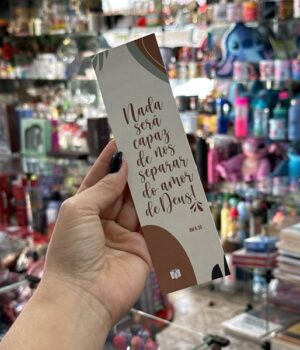 Nada
será
capaz
de nos
separar
do amor
de Deus!